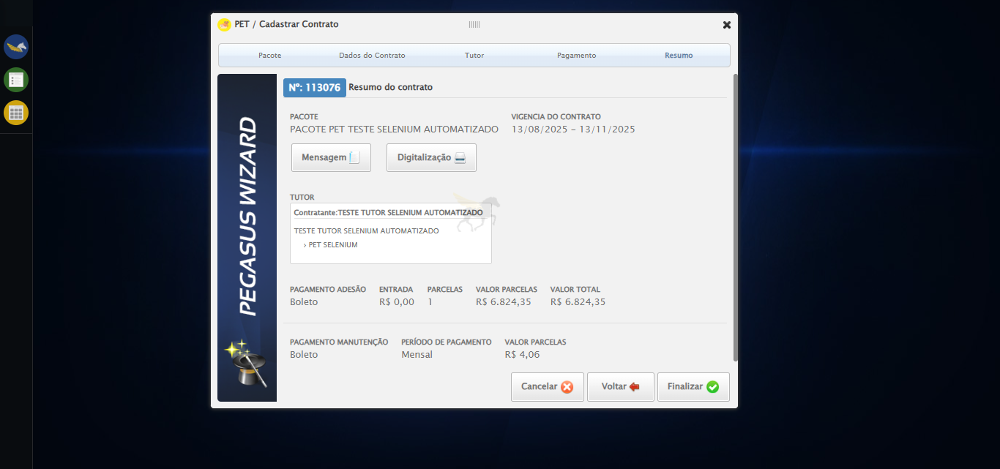 PET / Cadastrar Contrato
Pacote Dados do Contrato Tutor Pagamento Resumo
PEGASUS WIZARD
Nº: 113076 Resumo do contrato
PACOTE VIGENCIA DO CONTRATO
PACOTE PET TESTE SELENIUM AUTOMATIZADO 13/08/2025 - 13/11/2025
Mensagem Digitalização
TUTOR
Contratante:TESTE TUTOR SELENIUM AUTOMATIZADO
TESTE TUTOR SELENIUM AUTOMATIZADO
› PET SELENIUM
PAGAMENTO ADESÃO ENTRADA PARCELAS VALOR PARCELAS VALOR TOTAL
Boleto R$ 0,00 1 R$ 6.824,35 R$ 6.824,35
PAGAMENTO MANUTENÇÃO PERÍODO DE PAGAMENTO VALOR PARCELAS
Boleto Mensal R$ 4,06
Cancelar Voltar Finalizar